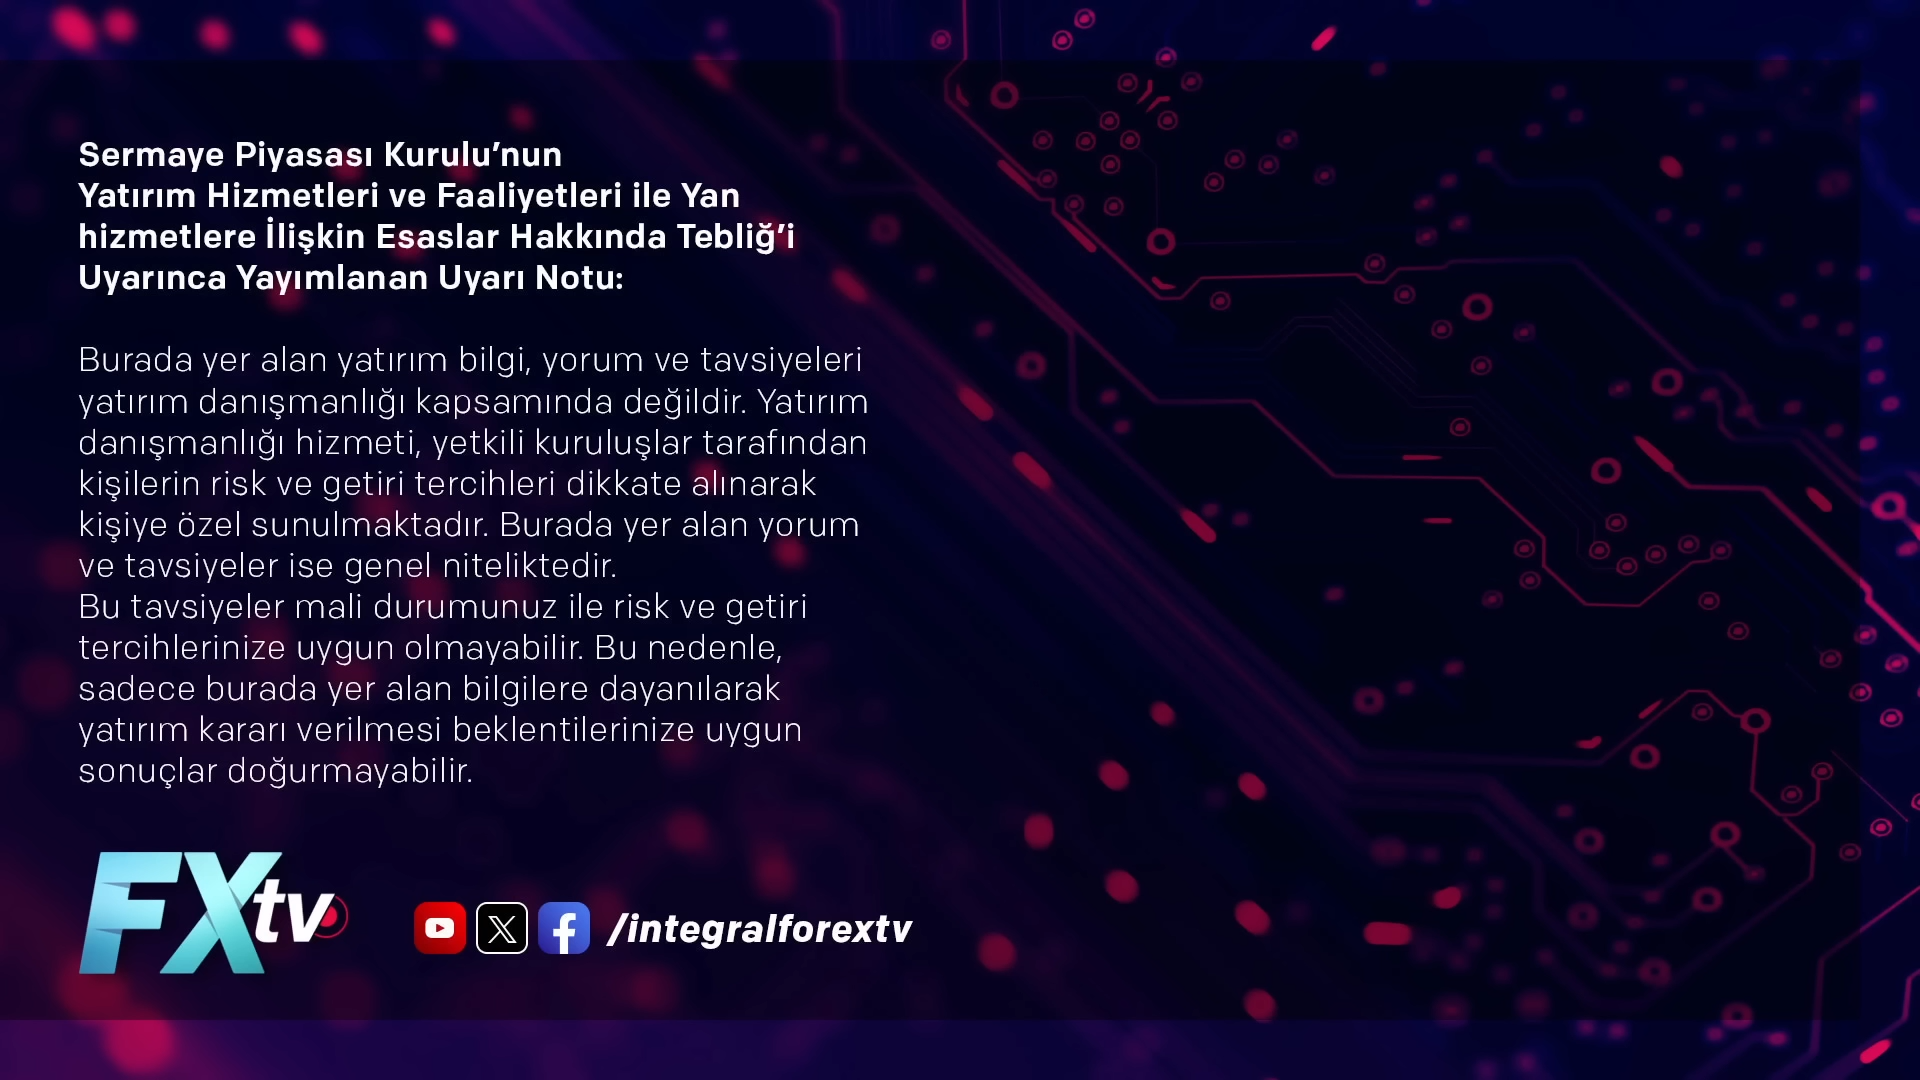 Sermaye Piyasası Kurulu’nun
Yatırım Hizmetleri ve Faaliyetleri ile Yan
hizmetlere İlişkin Esaslar Hakkında Tebliğ’i
Uyarınca Yayımlanan Uyarı Notu:
Burada yer alan yatırım bilgi, yorum ve tavsiyeleri
yatırım danışmanlığı kapsamında değildir. Yatırım
danışmanlığı hizmeti, yetkili kuruluşlar tarafından
kişilerin risk ve getiri tercihleri dikkate alınarak
kişiye özel sunulmaktadır. Burada yer alan yorum
ve tavsiyeler ise genel niteliktedir.
Bu tavsiyeler mali durumunuz ile risk ve getiri
tercihlerinize uygun olmayabilir. Bu nedenle,
sadece burada yer alan bilgilere dayanılarak
yatırım kararı verilmesi beklentilerinize uygun
sonuçlar doğurmayabilir.
FXtv
/integralforextv